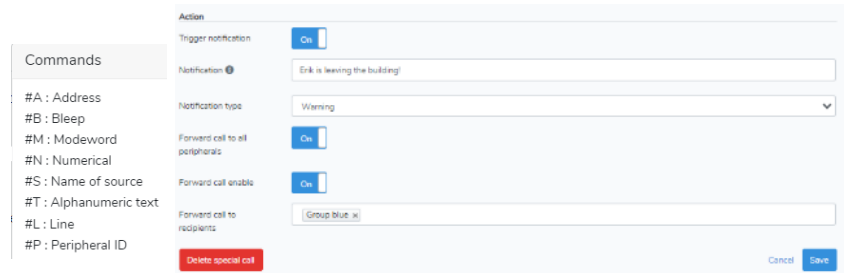 Commands
#A : Address
#B : Bleep
#M : Modeword
#N : Numerical
#S : Name of source
#T : Alphanumeric text
#L : Line
#P : Peripheral ID
Action
Trigger notification
On
Notification
Erik is leaving the building!
Notification type
Warning
Forward call to all
peripherals
On
Forward call enable
On
Forward call to
recipients
Group blue ×
Delete special call
Cancel
Save